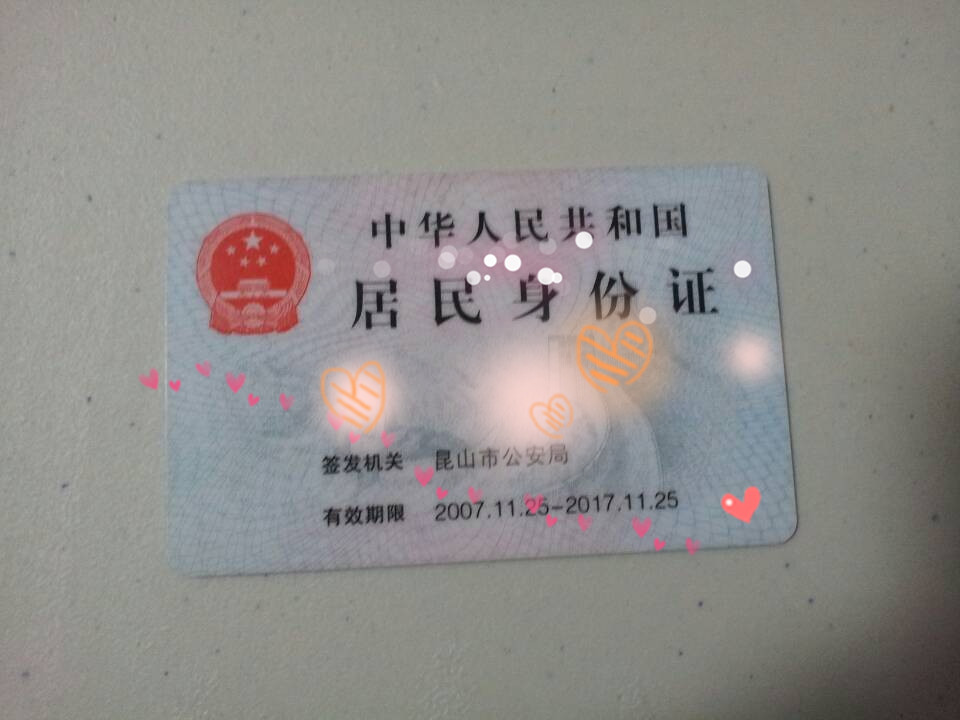 中华人民共和国
居民身份证
签发机关 昆山市公安局
有效期限 2007.11.25-2017.11.25